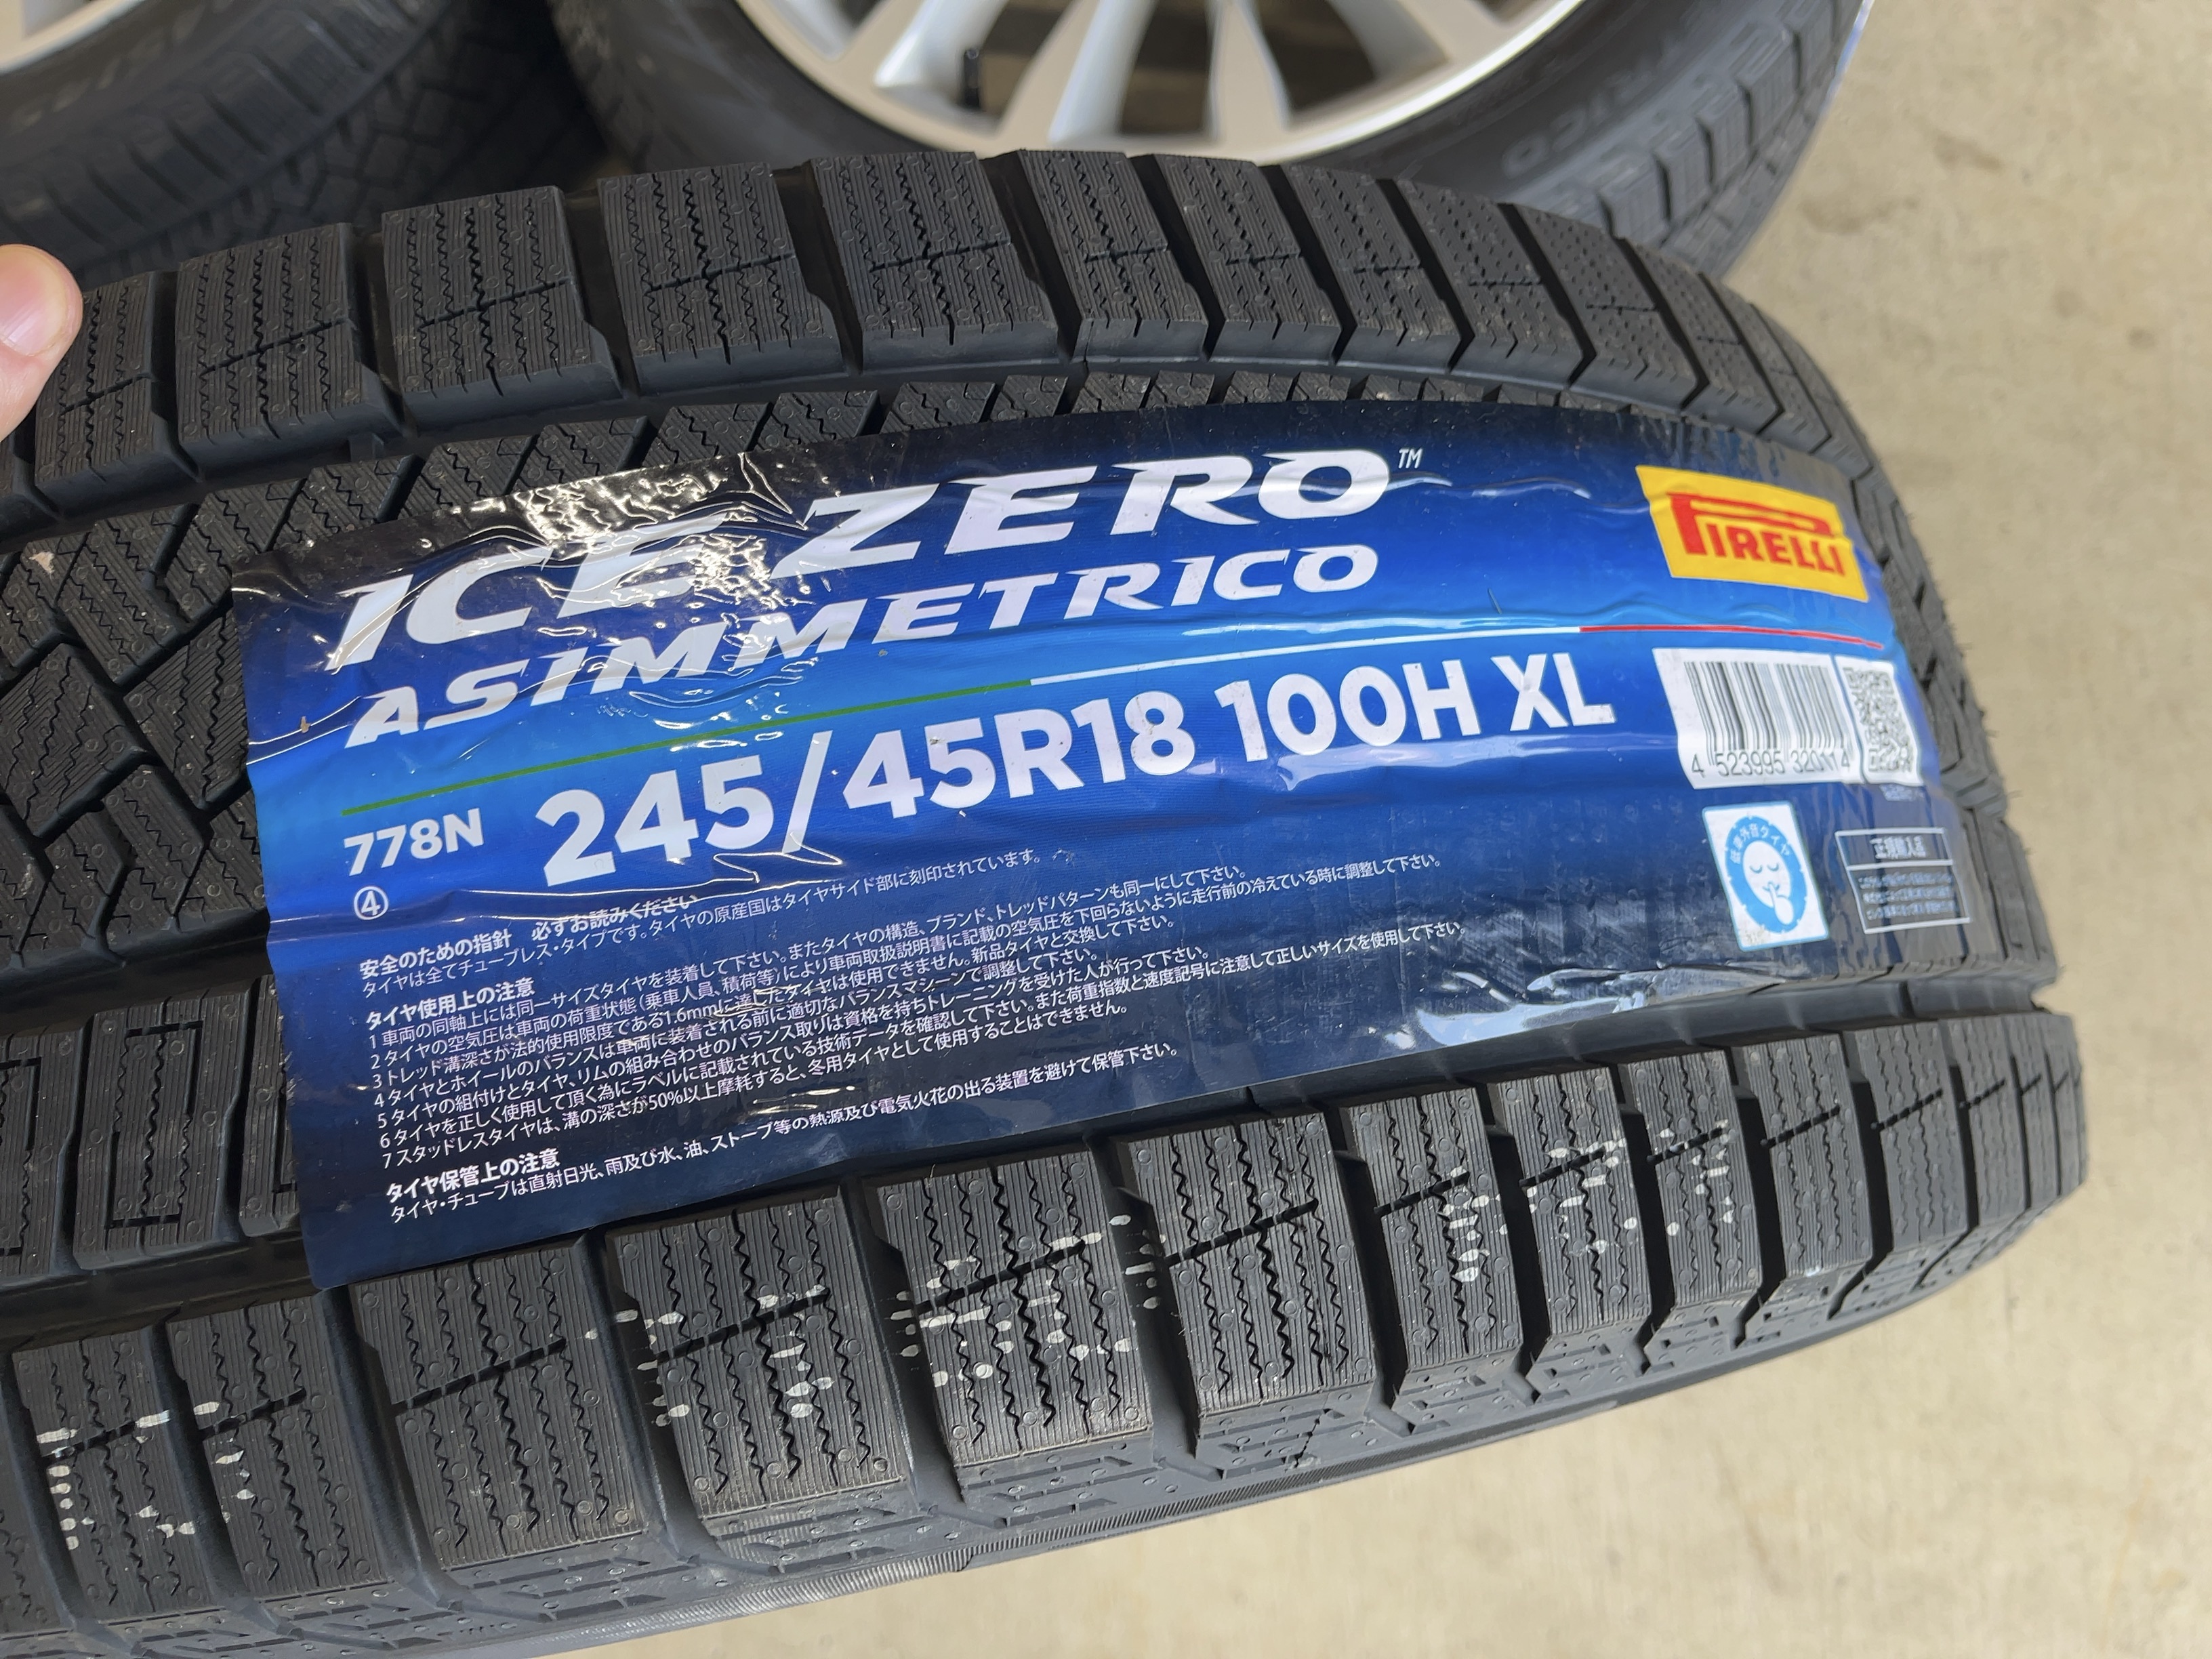 ICE ZERO™
ASIMMETRICO
PIRELLI
778N 245/45R18 100H XL
4 523995 320114
④
低車外音タイヤ
正規輸入品
安全のための指針 必ずお読みください
タイヤは全てチューブレス・タイプです。タイヤの原産国はタイヤサイド部に刻印されています。
タイヤ使用上の注意
1 車両の同軸上には同一サイズタイヤを装着して下さい。またタイヤの構造、ブランド、トレッドパターンも同一にして下さい。
2 タイヤの空気圧は車両の荷重状態(乗車人員、積荷等)により車両取扱説明書に記載の空気圧を下回らないように走行前の冷えている時に調整して下さい。
3 トレッド溝深さが法的使用限度である1.6mmに達したタイヤは使用できません。新品タイヤと交換して下さい。
4 タイヤとホイールのバランスは車両に装着される前に適切なバランスマシーンで調整して下さい。
5 タイヤの組付けとタイヤ、リムの組み合わせのバランス取りは資格を持ちトレーニングを受けた人が行って下さい。
6 タイヤを正しく使用して頂く為にラベルに記載されている技術データを確認して下さい。また荷重指数と速度記号に注意して正しいサイズを使用して下さい。
7 スタッドレスタイヤは、溝の深さが50%以上摩耗すると、冬用タイヤとして使用することはできません。
タイヤ保管上の注意
タイヤ・チューブは直射日光、雨及び水、油、ストーブ等の熱源及び電気火花の出る装置を避けて保管下さい。